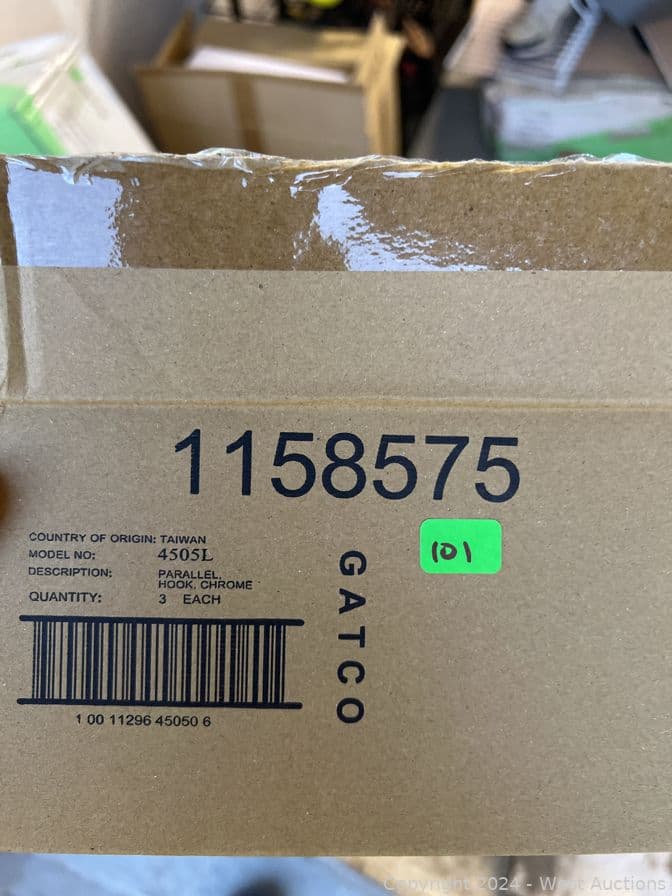 1158575
COUNTRY OF ORIGIN: TAIWAN
MODEL NO: 4505L
DESCRIPTION: PARALLEL,
HOOK, CHROME
QUANTITY: 3 EACH
1 00 11296 45050 6
GATCO
101
Copyright 2024 - West Auctions